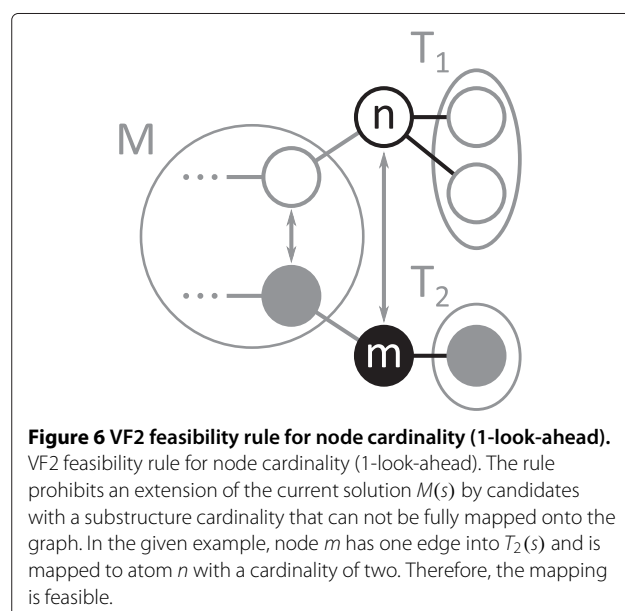 T1
n
M
T2
m
Figure 6 VF2 feasibility rule for node cardinality (1-look-ahead).
VF2 feasibility rule for node cardinality (1-look-ahead). The rule
prohibits an extension of the current solution M(s) by candidates
with a substructure cardinality that can not be fully mapped onto the
graph. In the given example, node m has one edge into T2(s) and is
mapped to atom n with a cardinality of two. Therefore, the mapping
is feasible.